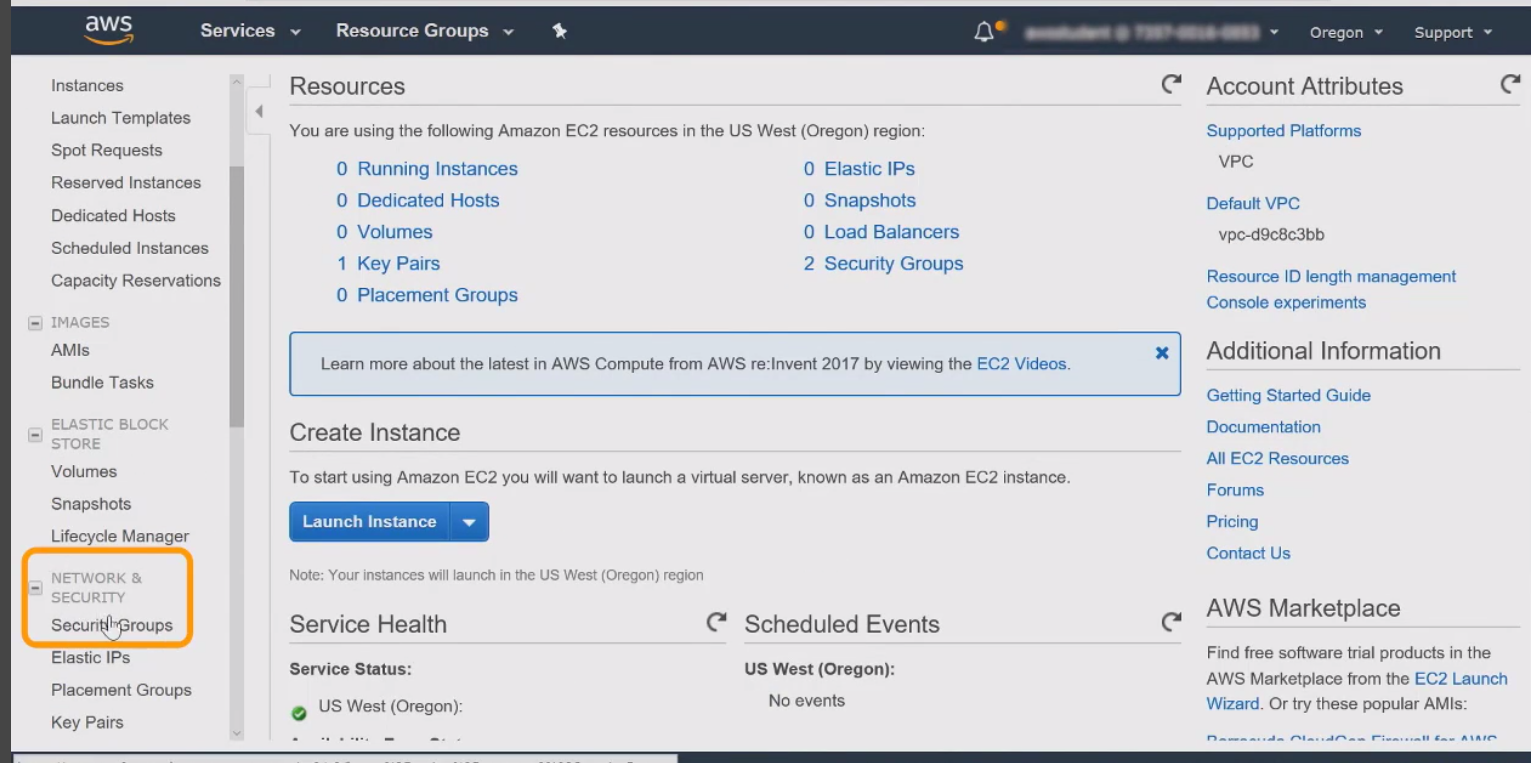 aws
Services
Resource Groups
Oregon
Support
Instances
Launch Templates
Spot Requests
Reserved Instances
Dedicated Hosts
Scheduled Instances
Capacity Reservations
IMAGES
AMIs
Bundle Tasks
ELASTIC BLOCK
STORE
Volumes
Snapshots
Lifecycle Manager
NETWORK &
SECURITY
Security Groups
Elastic IPs
Placement Groups
Key Pairs
Resources
You are using the following Amazon EC2 resources in the US West (Oregon) region:
0 Running Instances
0 Dedicated Hosts
0 Volumes
1 Key Pairs
0 Placement Groups
0 Elastic IPs
0 Snapshots
0 Load Balancers
2 Security Groups
Learn more about the latest in AWS Compute from AWS re:Invent 2017 by viewing the EC2 Videos.
Create Instance
To start using Amazon EC2 you will want to launch a virtual server, known as an Amazon EC2 instance.
Launch Instance
Note: Your instances will launch in the US West (Oregon) region
Service Health
Service Status:
US West (Oregon):
Scheduled Events
US West (Oregon):
No events
Account Attributes
Supported Platforms
VPC
Default VPC
vpc-d9c8c3bb
Resource ID length management
Console experiments
Additional Information
Getting Started Guide
Documentation
All EC2 Resources
Forums
Pricing
Contact Us
AWS Marketplace
Find free software trial products in the
AWS Marketplace from the EC2 Launch
Wizard. Or try these popular AMIs: